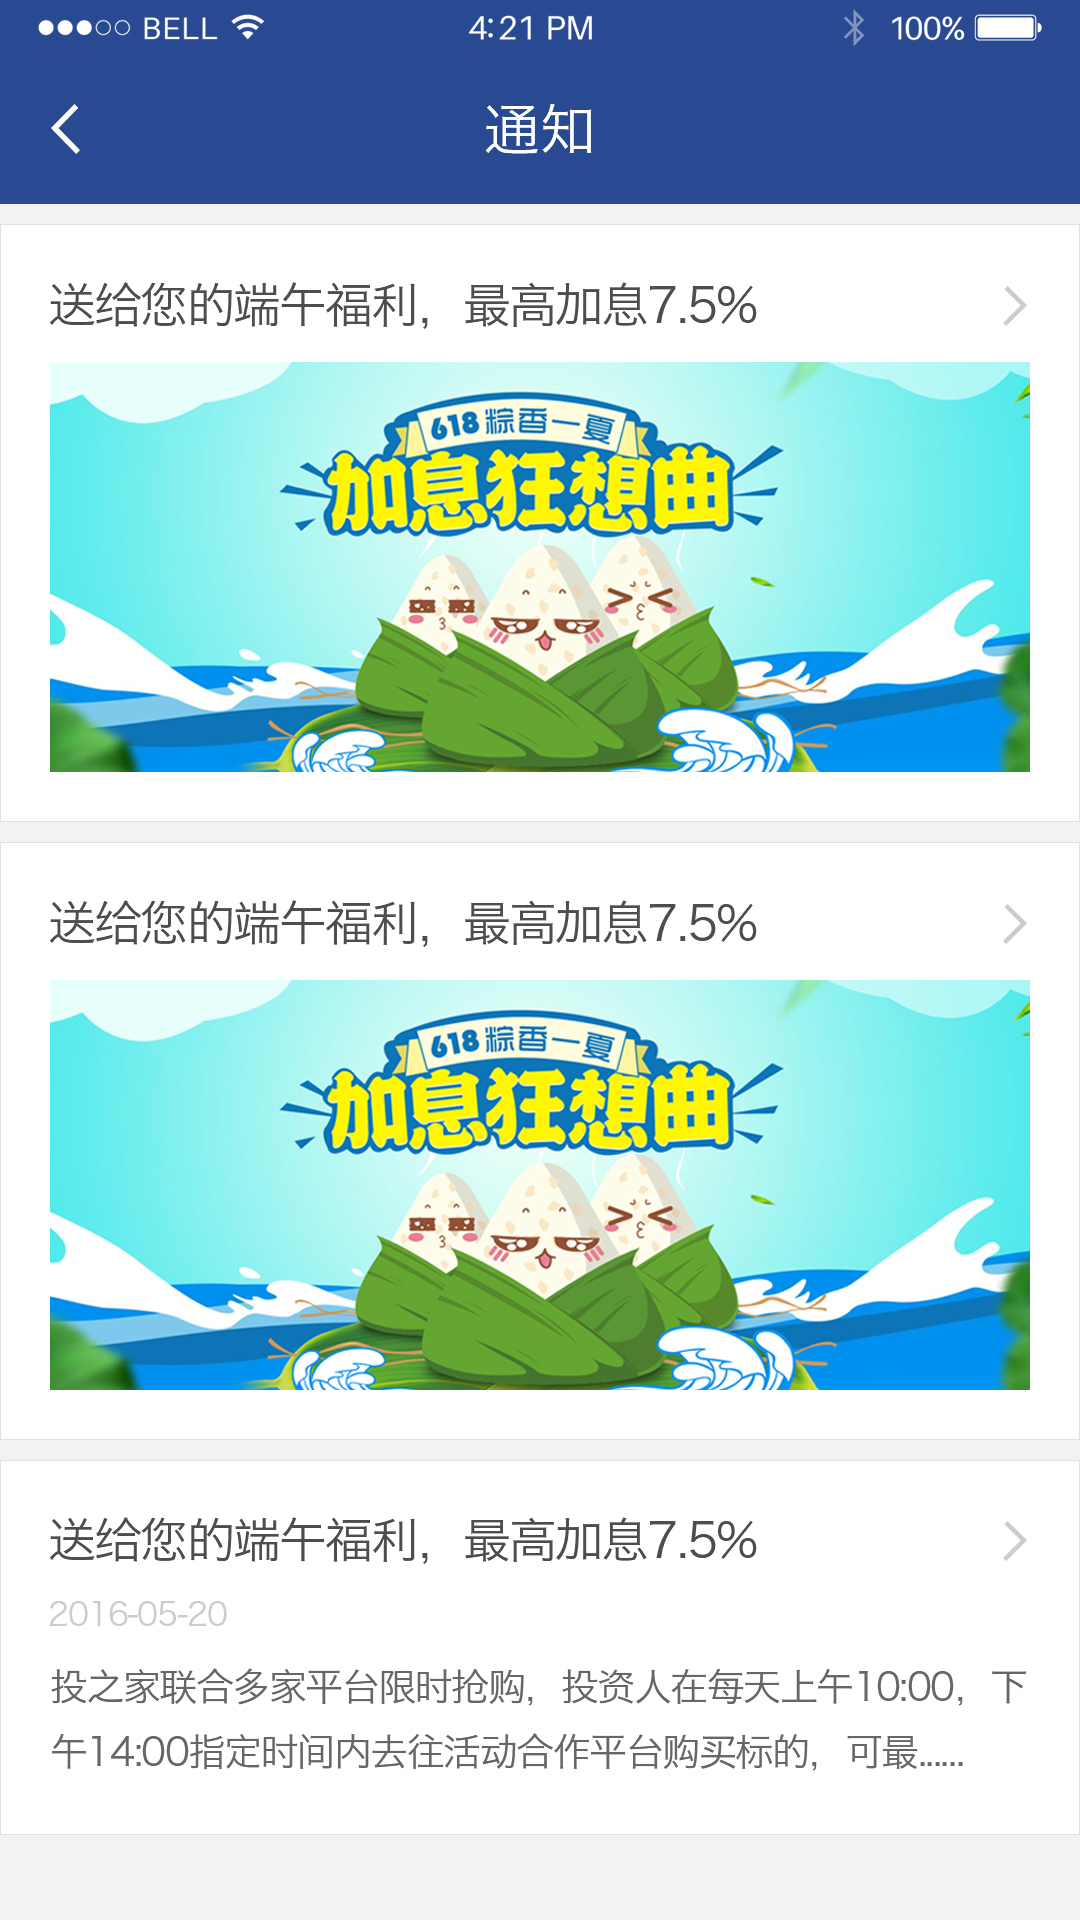 BELL 4:21 PM 100%
通知
送给您的端午福利，最高加息7.5%
618粽香一夏
加息狂想曲
送给您的端午福利，最高加息7.5%
618粽香一夏
加息狂想曲
送给您的端午福利，最高加息7.5%
2016-05-20
投之家联合多家平台限时抢购，投资人在每天上午10:00，下
午14:00指定时间内去往活动合作平台购买标的，可最......